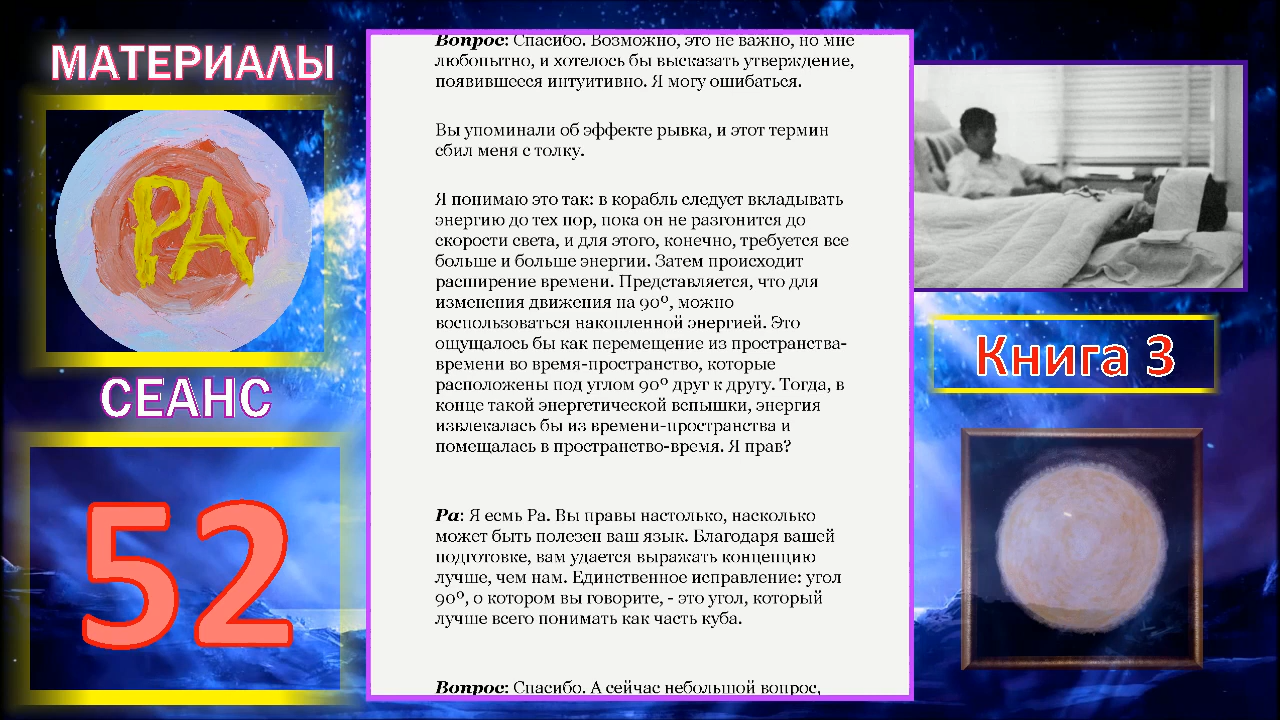 МАТЕРИАЛЫ
РА
СЕАНС
52
Вопрос: Спасибо. Возможно, это не важно, но мне
любопытно, и хотелось бы высказать утверждение,
появившееся интуитивно. Я могу ошибаться.
Вы упоминали об эффекте рывка, и этот термин
сбил меня с толку.
Я понимаю это так: в корабль следует вкладывать
энергию до тех пор, пока он не разгонится до
скорости света, и для этого, конечно, требуется все
больше и больше энергии. Затем происходит
расширение времени. Представляется, что для
изменения движения на 90º, можно
воспользоваться накопленной энергией. Это
ощущалось бы как перемещение из пространства-
времени во время-пространство, которые
расположены под углом 90º друг к другу. Тогда, в
конце такой энергетической вспышки, энергия
извлекалась бы из времени-пространства и
помещалась в пространство-время. Я прав?
Ра: Я есмь Ра. Вы правы настолько, насколько
может быть полезен ваш язык. Благодаря вашей
подготовке, вам удается выражать концепцию
лучше, чем нам. Единственное исправление: угол
90º, о котором вы говорите, - это угол, который
лучше всего понимать как часть куба.
Вопрос: Спасибо. А сейчас небольшой вопрос,
Книга 3